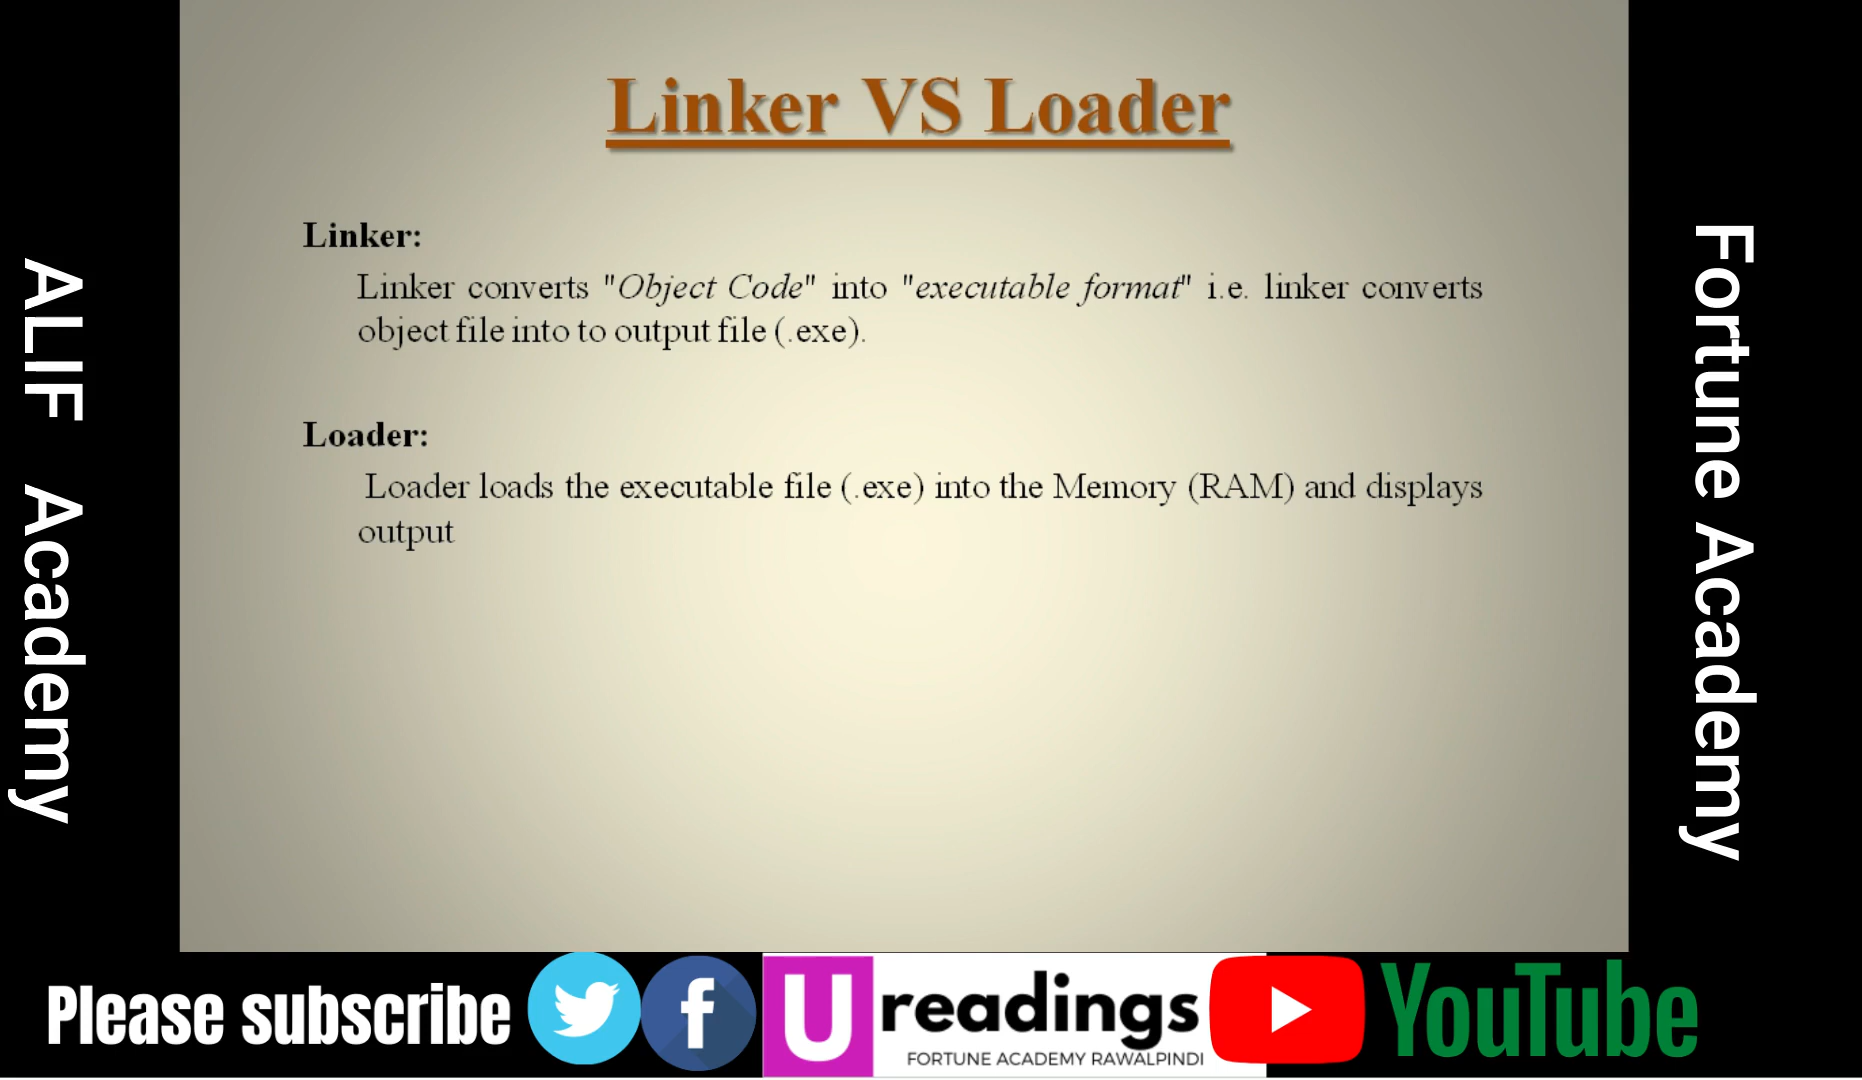 Linker VS Loader
Linker:
Linker converts "Object Code" into "executable format" i.e. linker converts
object file into to output file (.exe).
Loader:
Loader loads the executable file (.exe) into the Memory (RAM) and displays
output
ALIF Academy
Fortune Academy
Please subscribe
f
U readings
FORTUNE ACADEMY RAWALPINDI
YouTube